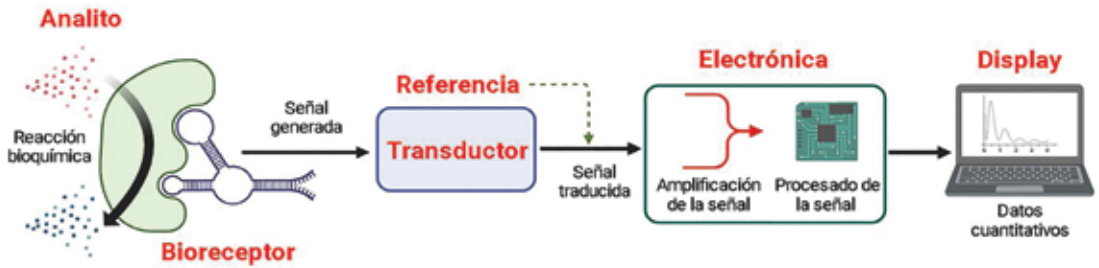 Analito
Reacción
bioquímica
Bioreceptor
Señal
generada
Referencia
Transductor
Señal
traducida
Electrónica
Amplificación
de la señal
Procesado de
la señal
Display
Datos
cuantitativos